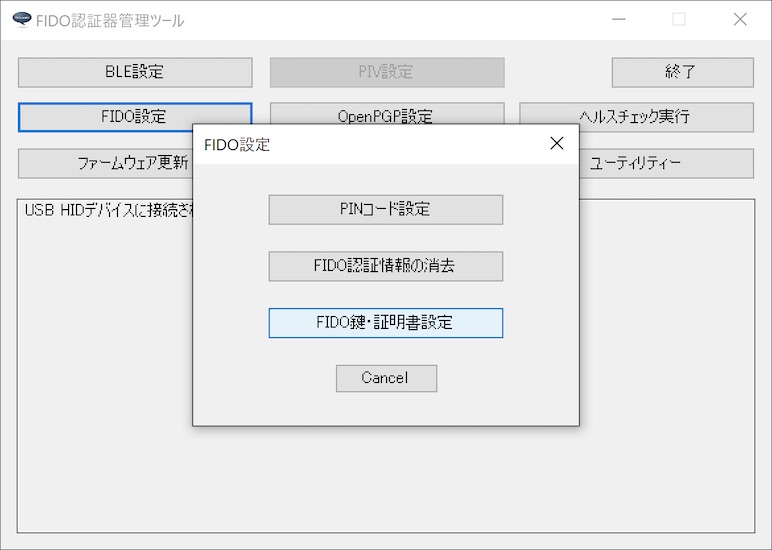 FIDO認証器管理ツール
BLE設定
PIV設定
終了
FIDO設定
OpenPGP設定
ヘルスチェック実行
ファームウェア更新
ユーティリティー
USB HIDデバイスに接続さ
FIDO設定
PINコード設定
FIDO認証情報の消去
FIDO鍵・証明書設定
Cancel